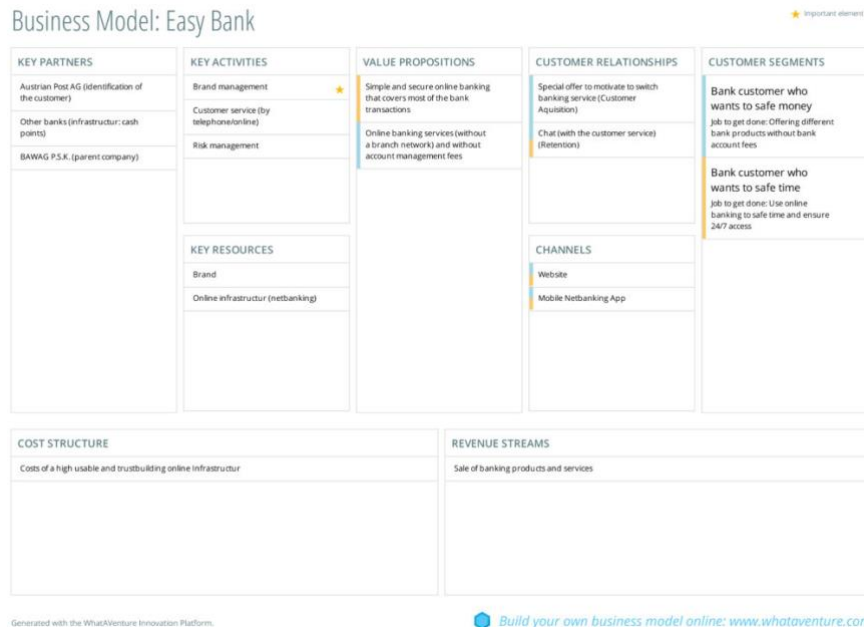 Business Model: Easy Bank
Important element
KEY PARTNERS
Austrian Post AG (identification of
the customer)
Other banks (infrastructur: cash
points)
BAWAG P.S.K. (parent company)
KEY ACTIVITIES
Brand management
Customer service (by
telephone/online)
Risk management
KEY RESOURCES
Brand
Online infrastructur (netbanking)
VALUE PROPOSITIONS
Simple and secure online banking
that covers most of the bank
transactions
Online banking services (without
a branch network) and without
account management fees
CUSTOMER RELATIONSHIPS
Special offer to motivate to switch
banking service (Customer
Aquisition)
Chat (with the customer service)
(Retention)
CHANNELS
Website
Mobile Netbanking App
CUSTOMER SEGMENTS
Bank customer who
wants to safe money
Job to get done: Offering different
bank products without bank
account fees
Bank customer who
wants to safe time
Job to get done: Use online
banking to safe time and ensure
24/7 access
COST STRUCTURE
Costs of a high usable and trustbuilding online Infrastructur
REVENUE STREAMS
Sale of banking products and services
Generated with the WhatAVenture Innovation Platform.
Build your own business model online: www.whataventure.com